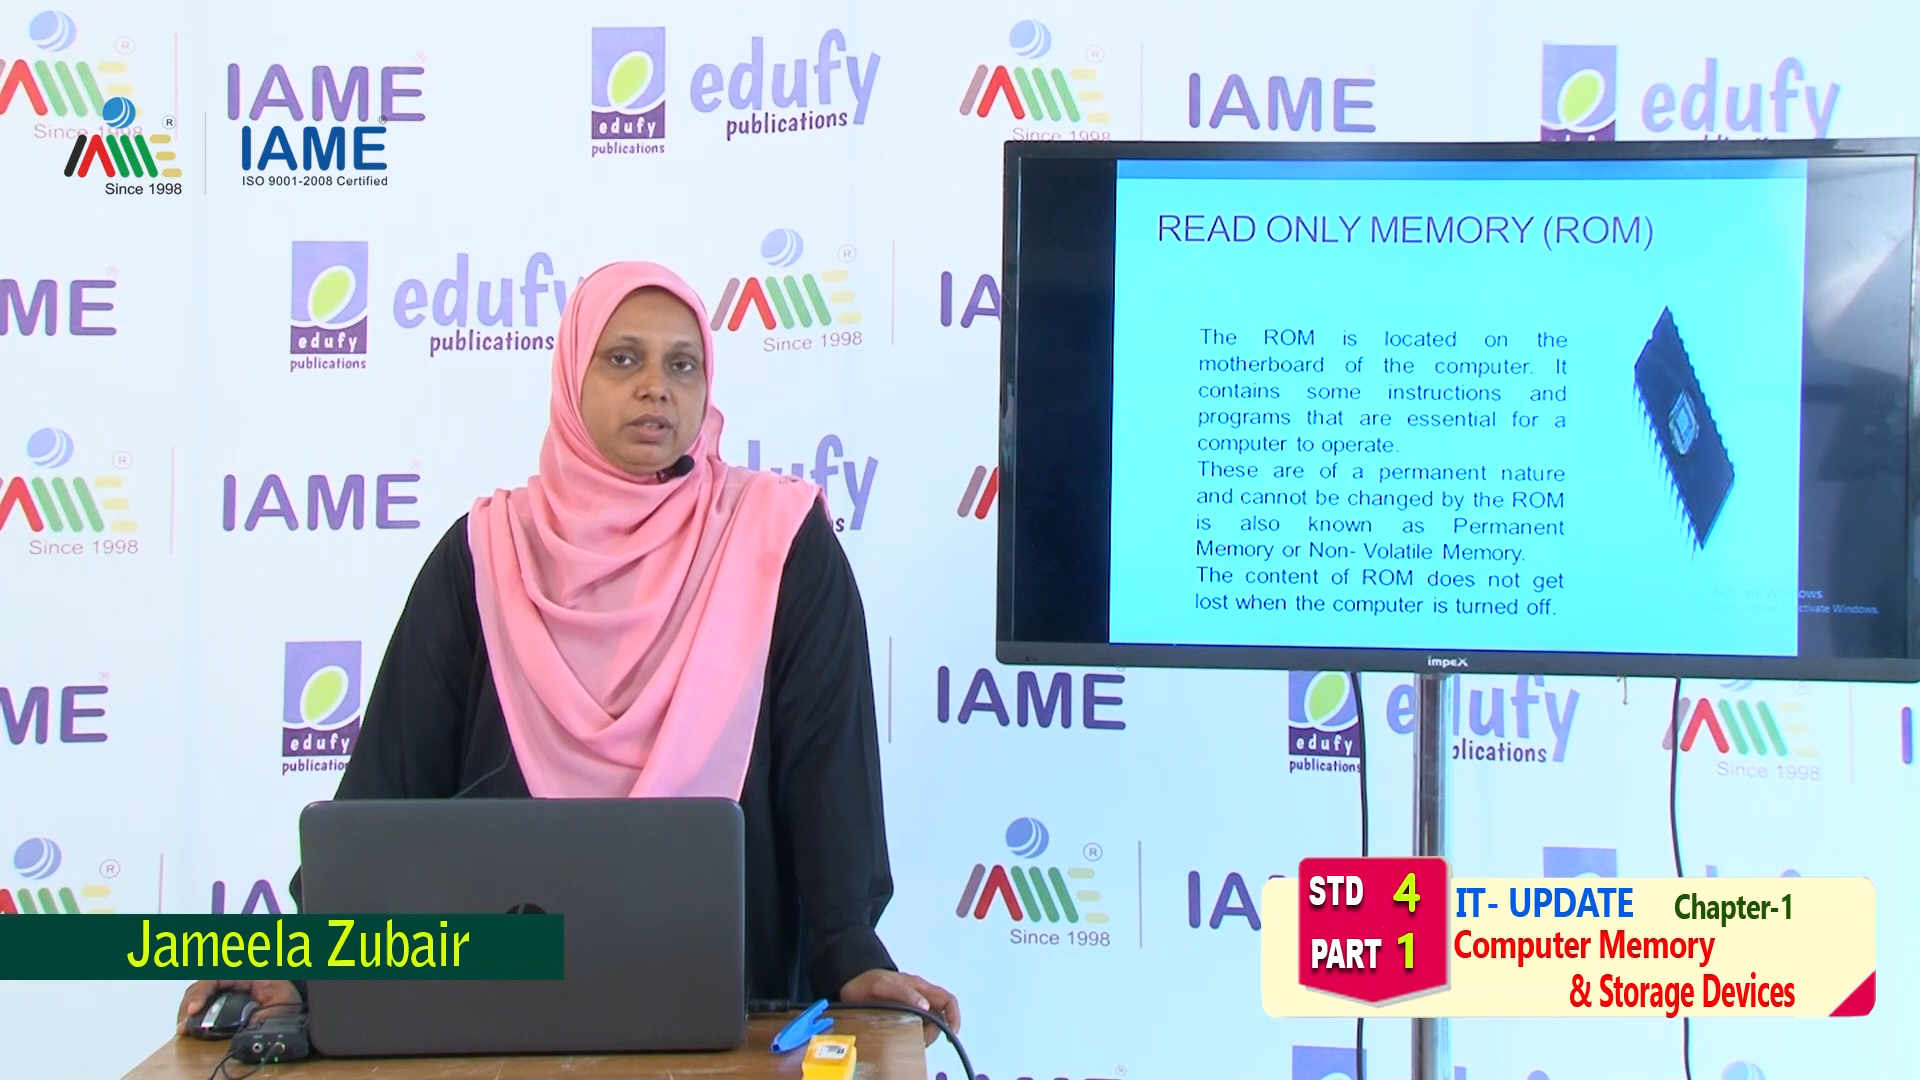 IAME
edufy
publications
edufy
publications
IAME
edufy
Since 1998
Since 1998
IAME
ISO 9001-2008 Certified
Since 1998
READ ONLY MEMORY (ROM)
The ROM is located on the
motherboard of the computer. It
contains some instructions and
programs that are essential for a
computer to operate.
These are of a permanent nature
and cannot be changed by the ROM
is also known as Permanent
Memory or Non- Volatile Memory.
The content of ROM does not get
lost when the computer is turned off.
impex
edufy
publications
edufy
publications
Since 1998
IAME
Since 1998
IAME
edufy
IAME
edufy
publications
edufy
publications
Since 1998
Since 1998
Jameela Zubair
STD 4
PART 1
IT- UPDATE Chapter-1
Computer Memory
& Storage Devices